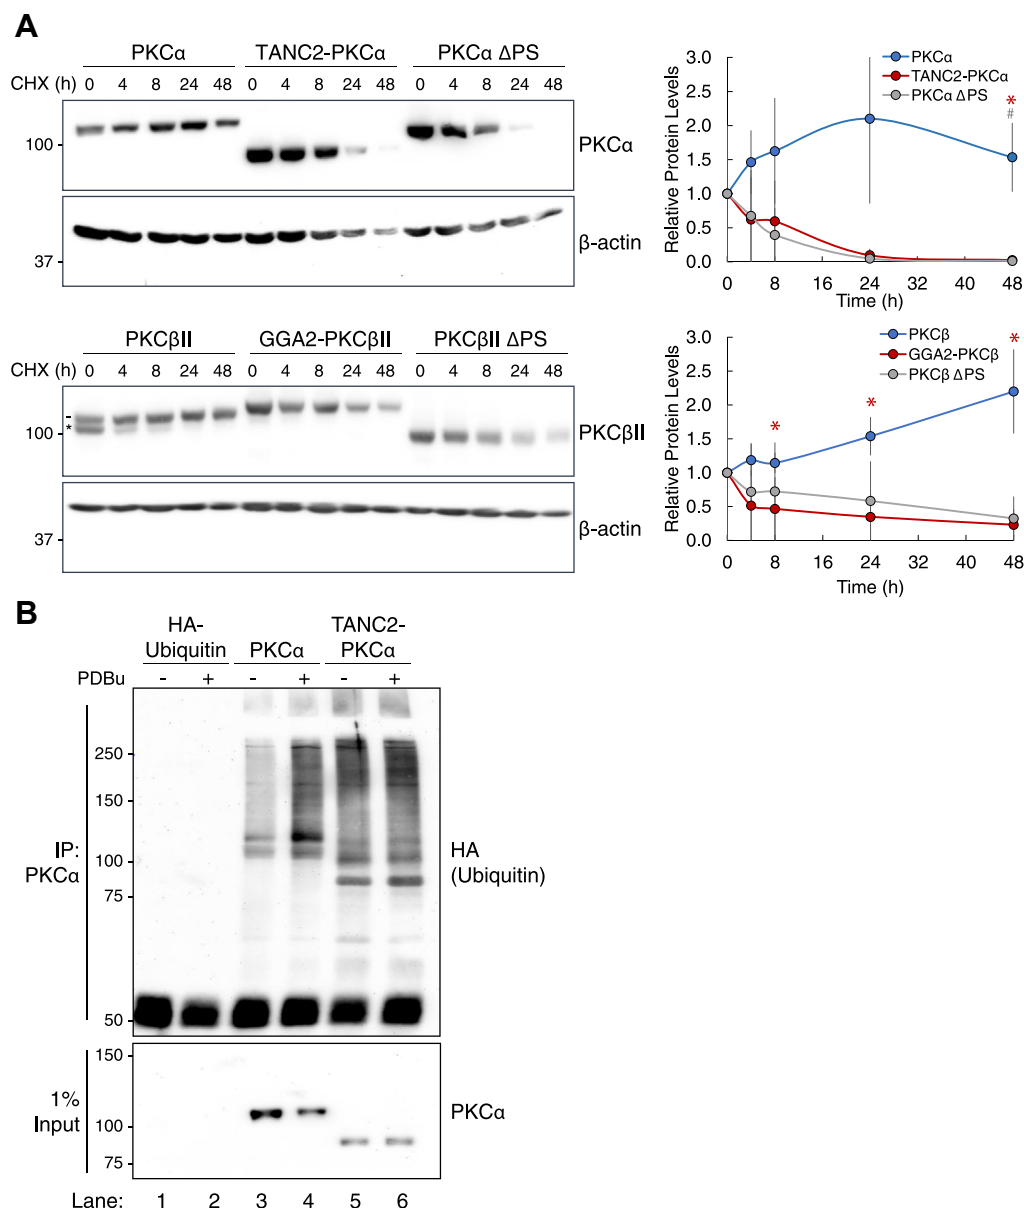 A
PKCα TANC2-PKCα PKCα ΔPS
CHX (h) 0 4 8 24 48 0 4 8 24 48 0 4 8 24 48
100
PKCα
37
β-actin
Relative Protein Levels
3.0
2.5
2.0
1.5
1.0
0.5
0.0
PKCα
TANC2-PKCα
PKCα ΔPS
*
#
0 8 16 24 32 40 48
Time (h)
PKCβII GGA2-PKCβII PKCβII ΔPS
CHX (h) 0 4 8 24 48 0 4 8 24 48 0 4 8 24 48
-
*
100
PKCβII
37
β-actin
Relative Protein Levels
3.0
2.5
2.0
1.5
1.0
0.5
0.0
PKCβ
GGA2-PKCβ
PKCβ ΔPS
* * *
0 8 16 24 32 40 48
Time (h)
B
HA-
Ubiquitin PKCα TANC2-
PKCα
PDBu - + - + - +
250
150
100
75
50
IP:
PKCα
HA
(Ubiquitin)
150
100
75
1%
Input
PKCα
Lane: 1 2 3 4 5 6